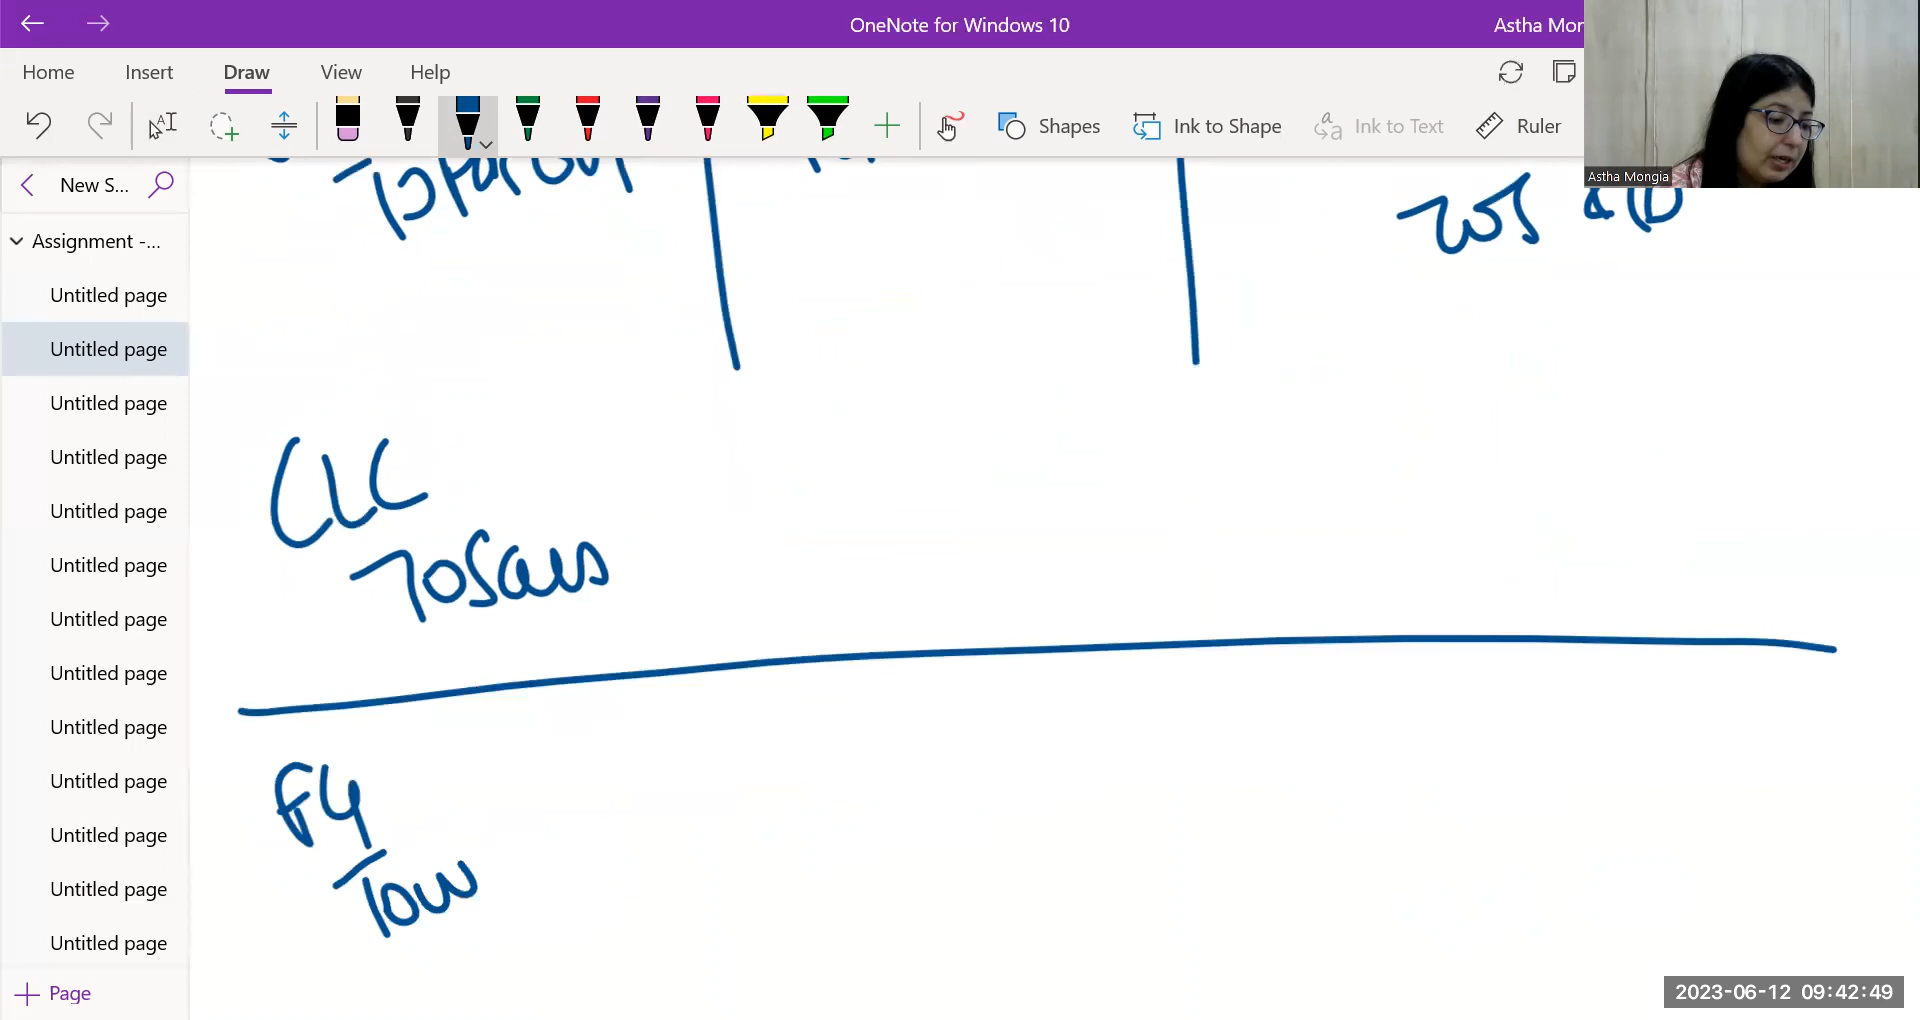 OneNote for Windows 10
Astha Mor
Home Insert Draw View Help
Shapes Ink to Shape Ink to Text Ruler
Astha Mongia
New S...
Assignment -...
Untitled page
Untitled page
Untitled page
Untitled page
Untitled page
Untitled page
Untitled page
Untitled page
Untitled page
Untitled page
Untitled page
Untitled page
Untitled page
Page
CLC
F4
2023-06-12 09:42:49